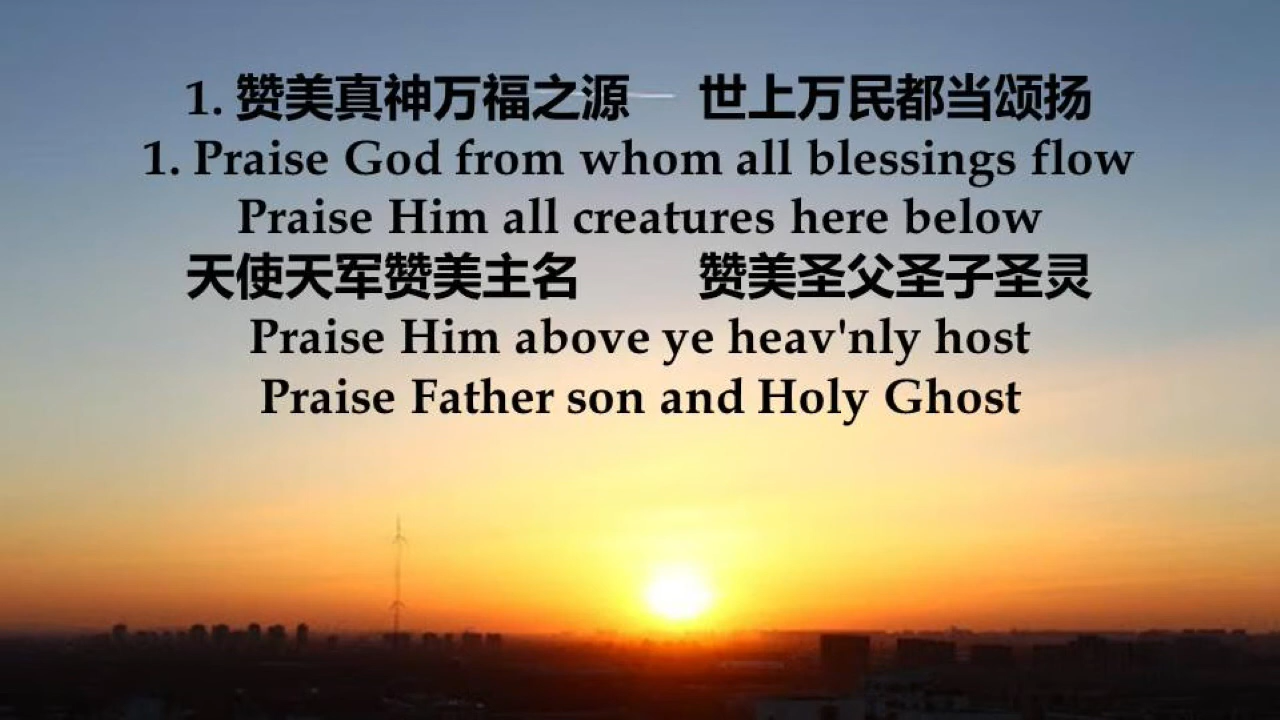 1. 赞美真神万福之源 世上万民都当颂扬
1. Praise God from whom all blessings flow
Praise Him all creatures here below
天使天军赞美主名 赞美圣父圣子圣灵
Praise Him above ye heav'nly host
Praise Father son and Holy Ghost